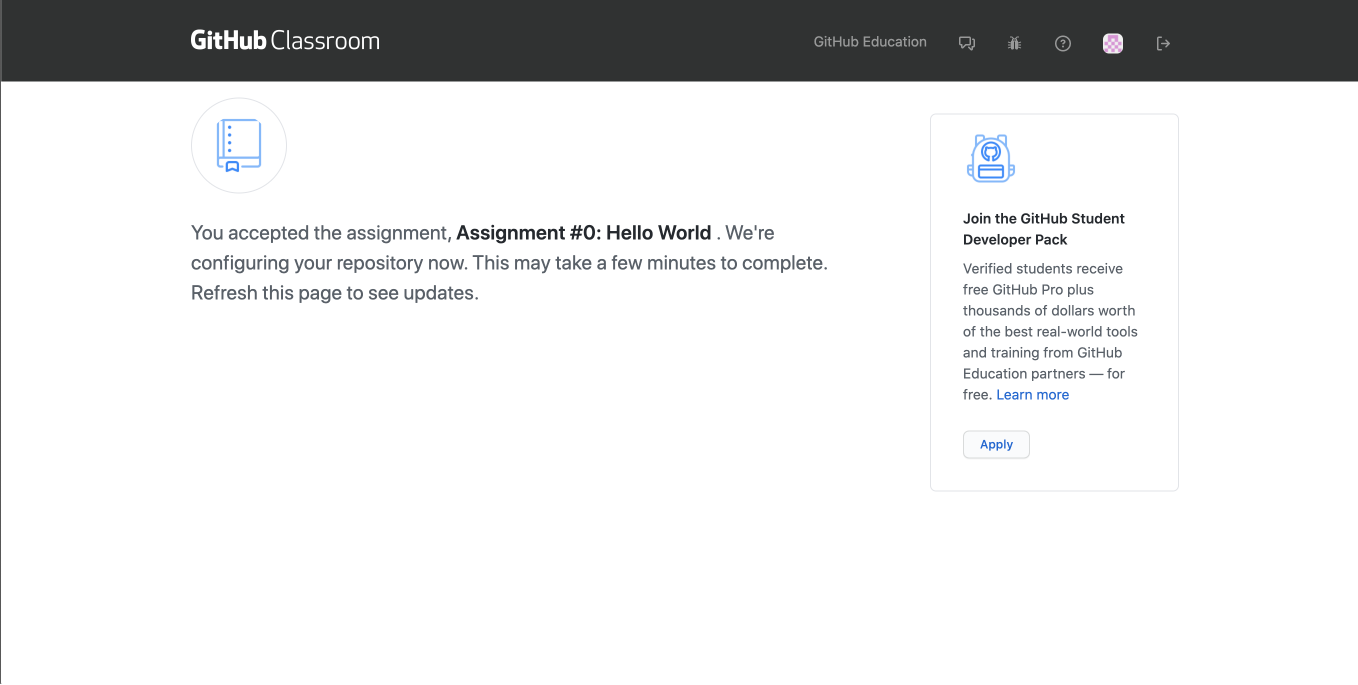 GitHub Classroom
GitHub Education
You accepted the assignment, Assignment #0: Hello World . We're
configuring your repository now. This may take a few minutes to complete.
Refresh this page to see updates.
Join the GitHub Student
Developer Pack
Verified students receive
free GitHub Pro plus
thousands of dollars worth
of the best real-world tools
and training from GitHub
Education partners — for
free. Learn more
Apply